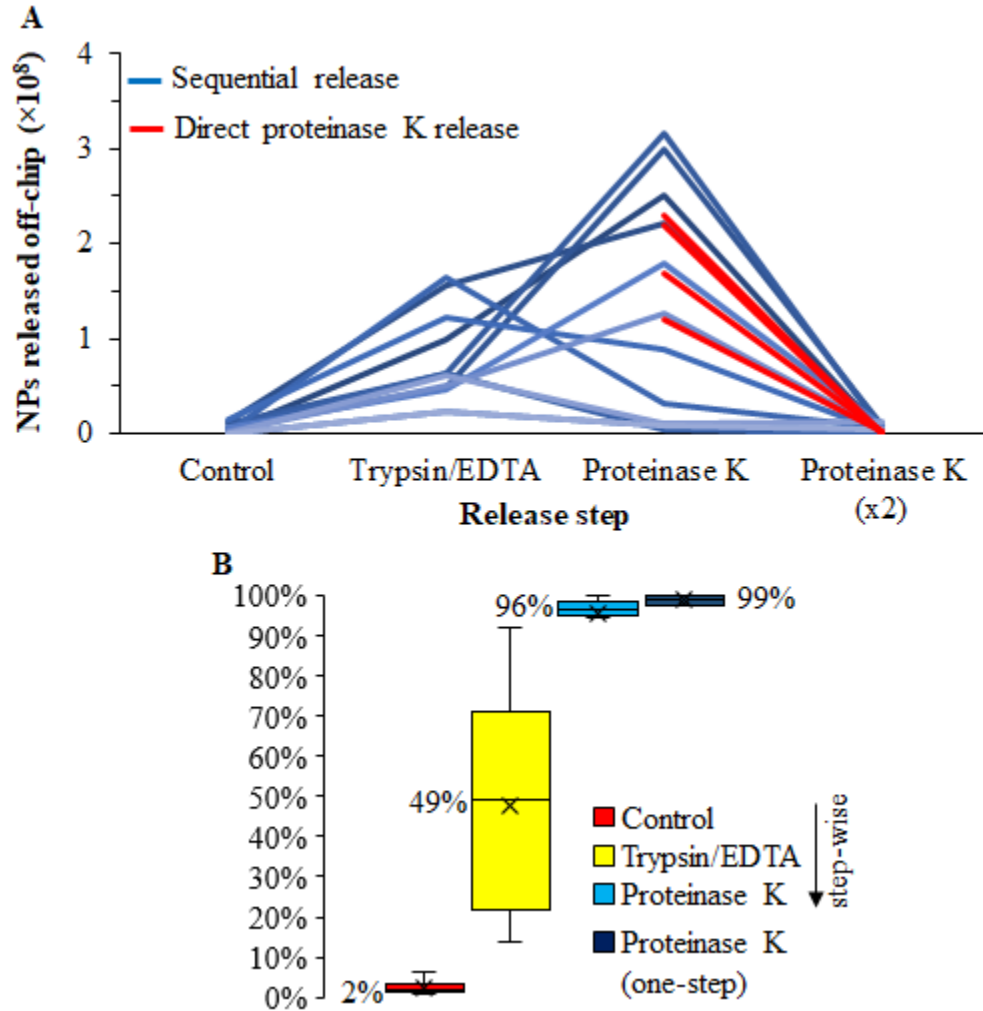 A
NPs released off-chip (×10⁸)
4
3
2
1
0
Sequential release
Direct proteinase K release
Control
Trypsin/EDTA
Proteinase K
Proteinase K
(x2)
Release step
B
100%
90%
80%
70%
60%
50%
40%
30%
20%
10%
0%
2%
49%
96%
99%
Control
Trypsin/EDTA
Proteinase K
Proteinase K
(one-step)
step-wise